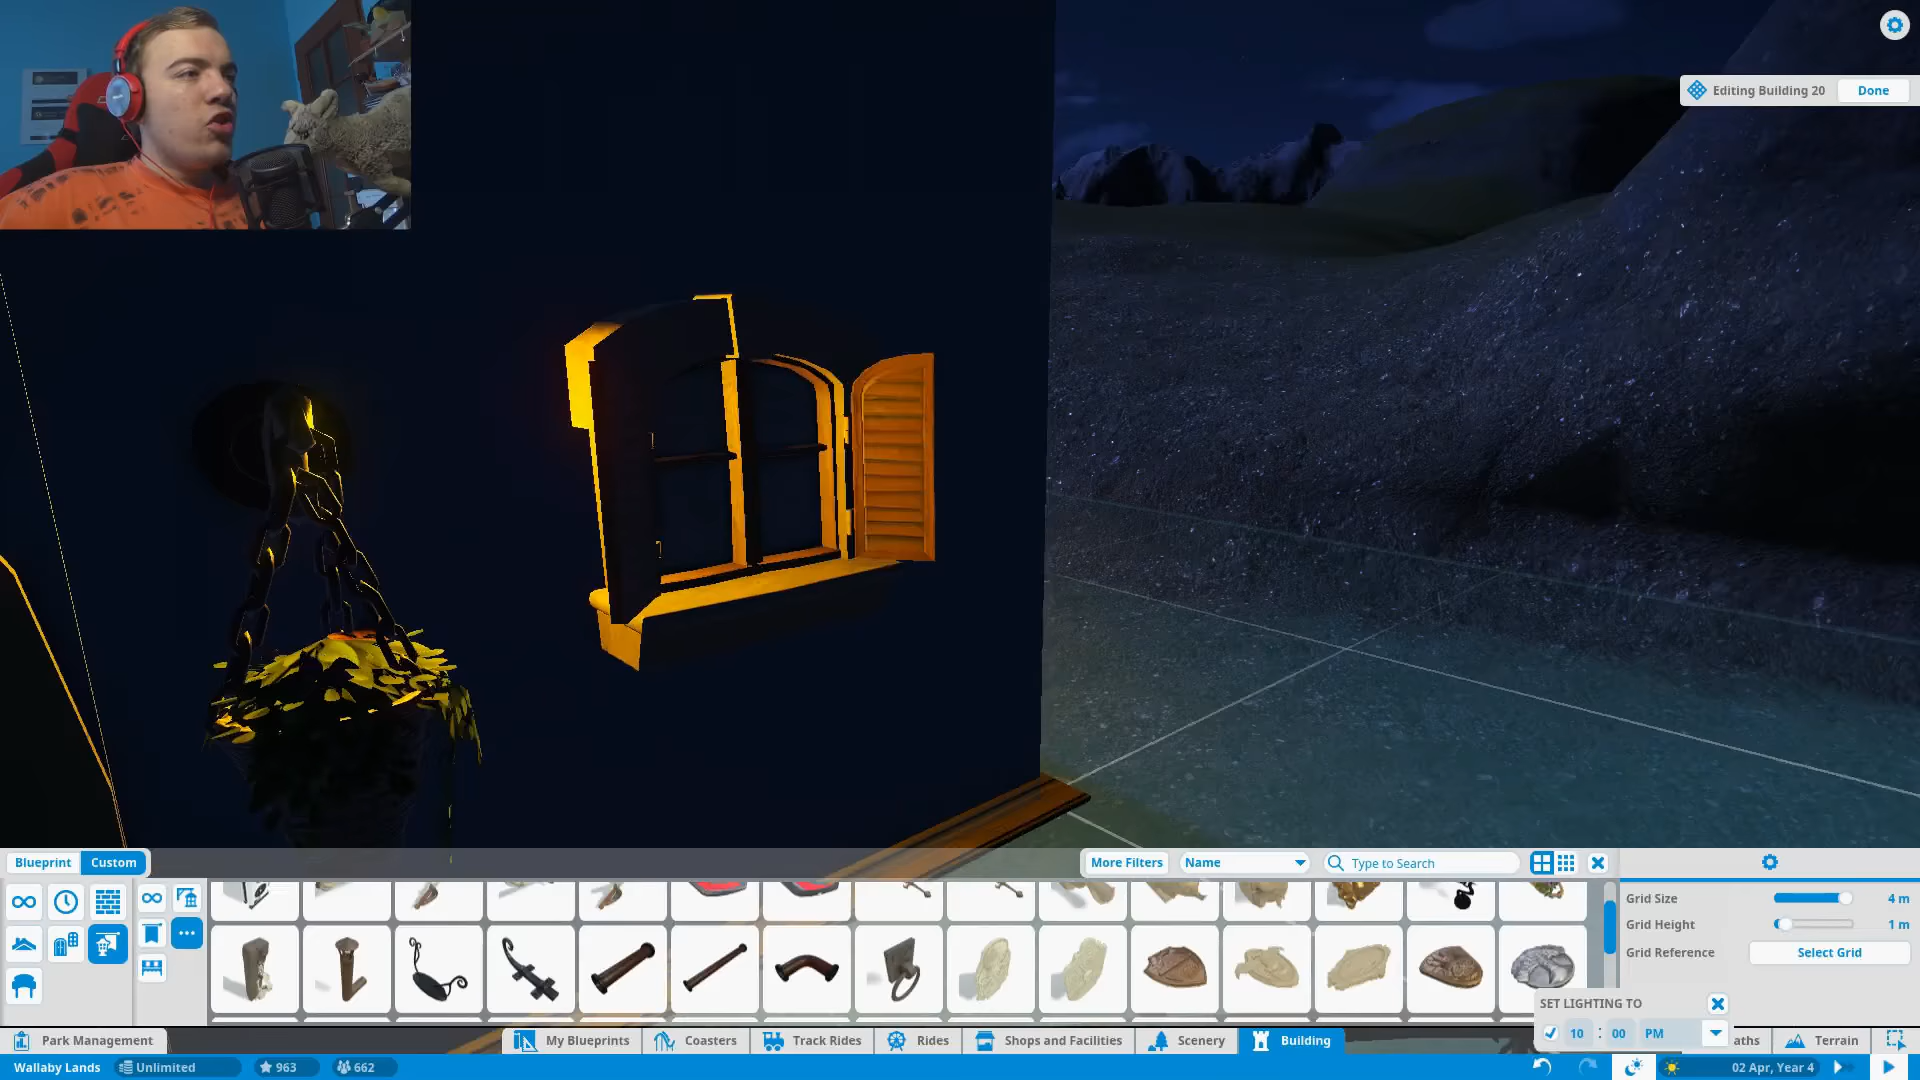 Editing Building 20 Done
Blueprint Custom
More Filters Name Type to Search
Grid Size 4 m
Grid Height 1 m
Grid Reference Select Grid
SET LIGHTING TO
10 : 00 PM
Park Management My Blueprints Coasters Track Rides Rides Shops and Facilities Scenery Building aths Terrain
Wallaby Lands Unlimited 963 662 02 Apr, Year 4